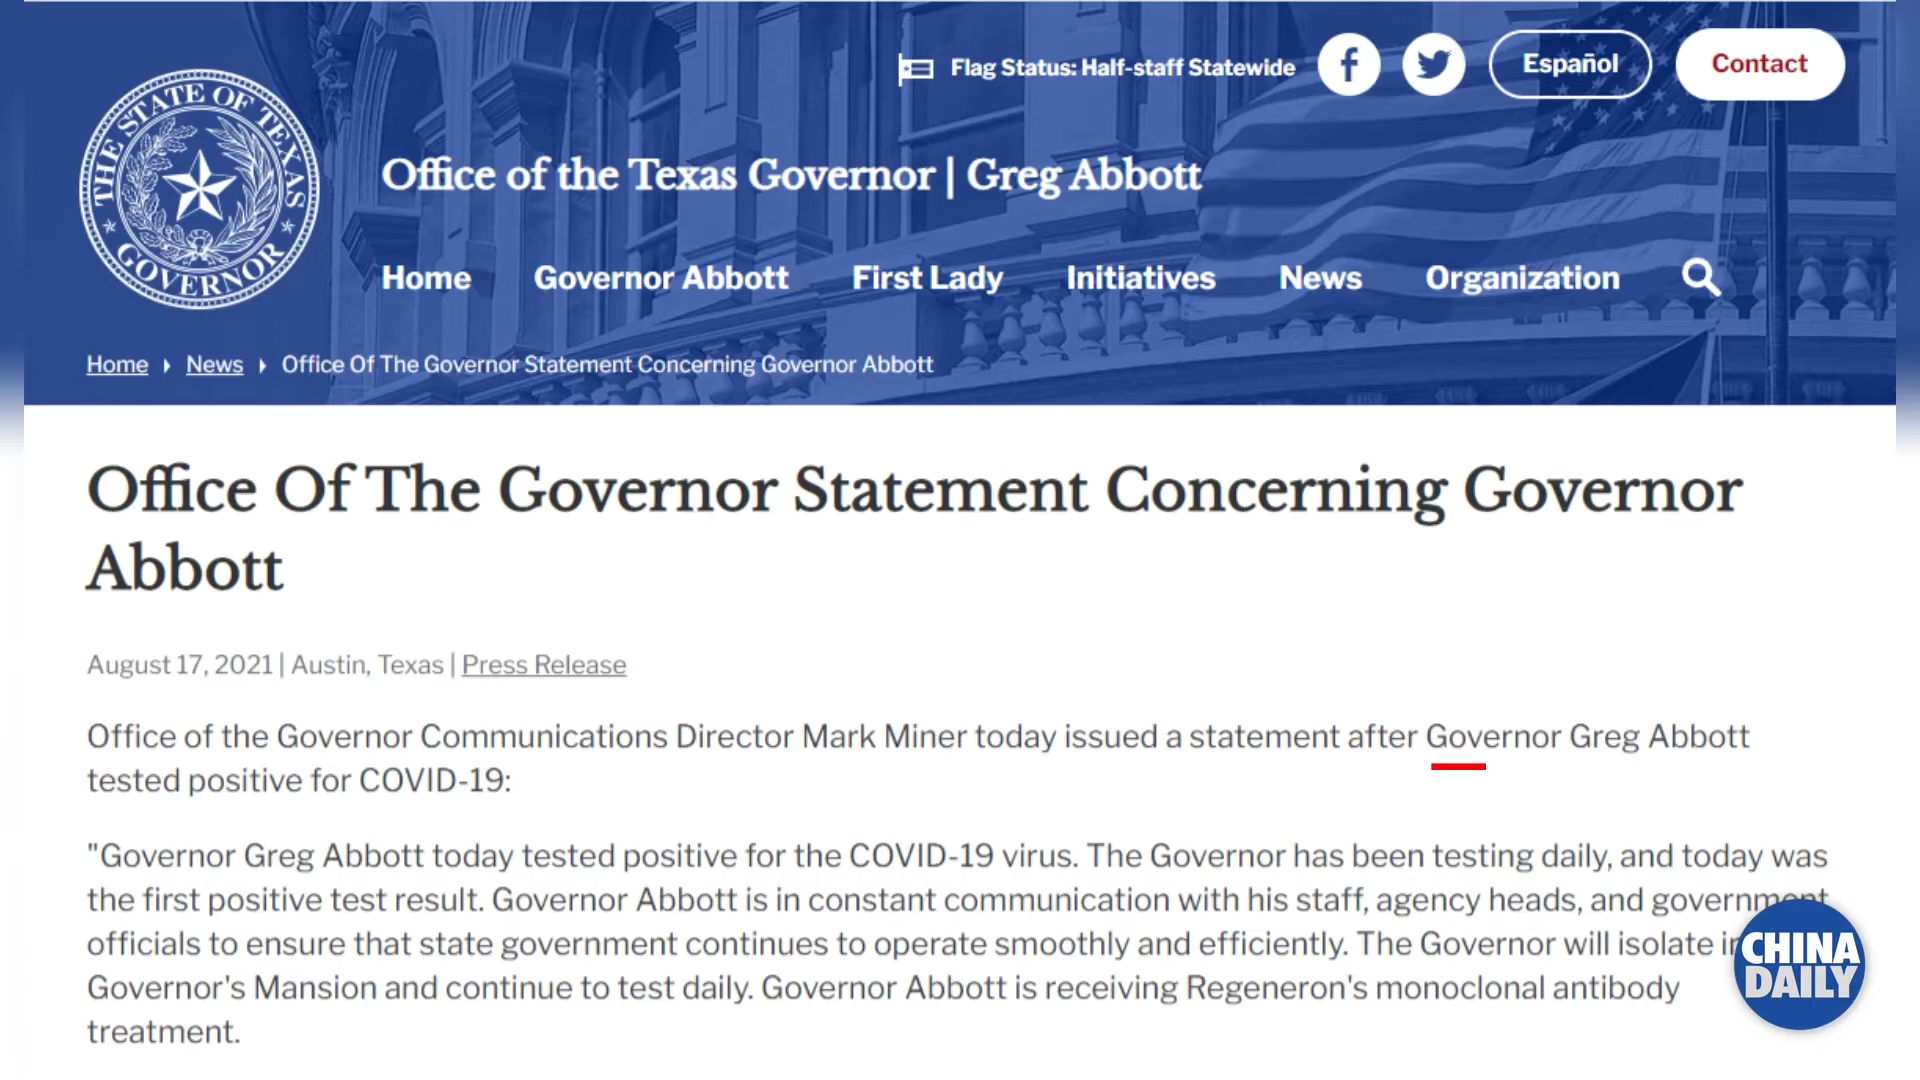 Flag Status: Half-staff Statewide
Español
Contact
THE STATE OF TEXAS
GOVERNOR
Office of the Texas Governor | Greg Abbott
Home
Governor Abbott
First Lady
Initiatives
News
Organization
Home
News
Office Of The Governor Statement Concerning Governor Abbott
Office Of The Governor Statement Concerning Governor
Abbott
August 17, 2021 | Austin, Texas | Press Release
Office of the Governor Communications Director Mark Miner today issued a statement after Governor Greg Abbott
tested positive for COVID-19:
"Governor Greg Abbott today tested positive for the COVID-19 virus. The Governor has been testing daily, and today was
the first positive test result. Governor Abbott is in constant communication with his staff, agency heads, and government
officials to ensure that state government continues to operate smoothly and efficiently. The Governor will isolate
Governor's Mansion and continue to test daily. Governor Abbott is receiving Regeneron's monoclonal antibody
treatment.
CHINA
DAILY